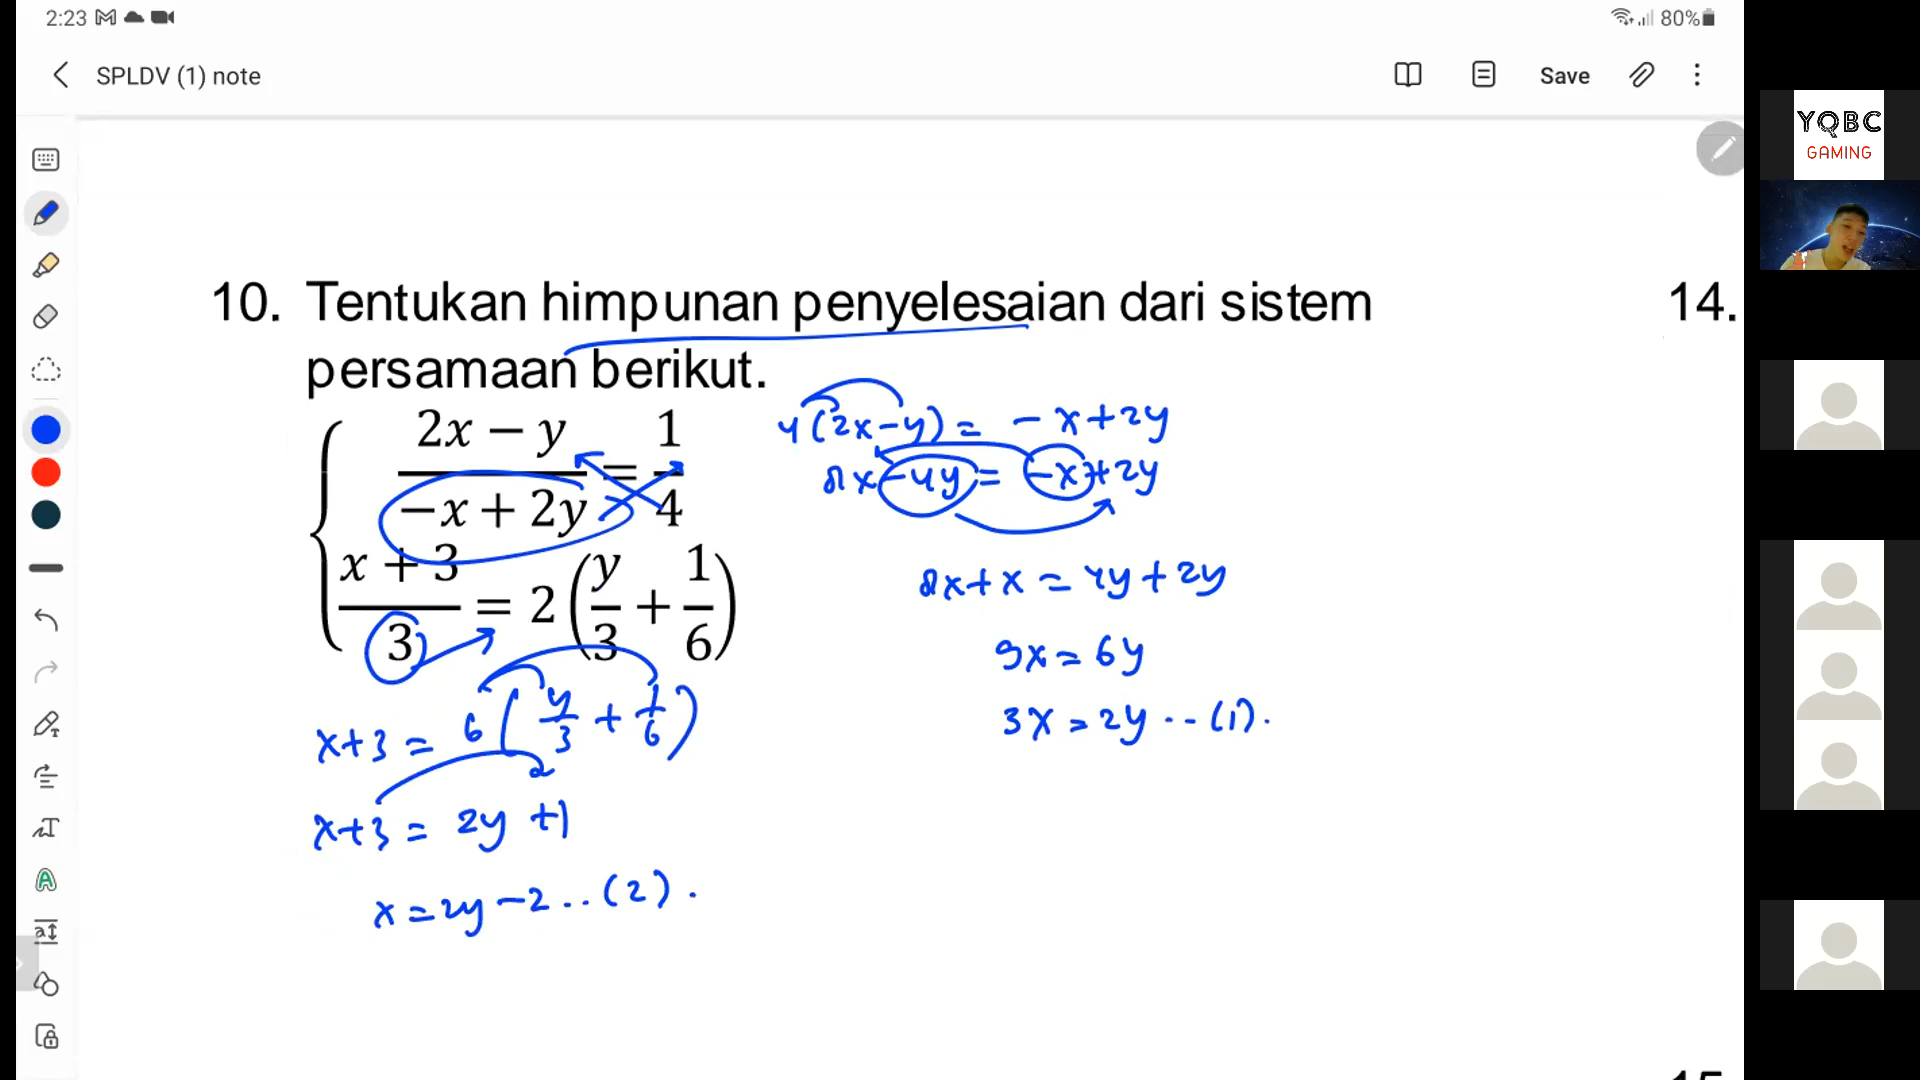 2:23 80%
SPLDV (1) note Save
YQBC
GAMING
10. Tentukan himpunan penyelesaian dari sistem
persamaan berikut.
14.
2x − y / −x + 2y = 1/4
x + 3 / 3 = 2(y/3 + 1/6)
x+3 = 6(y/3 + 1/6)
2
x+3 = 2y +1
x = 2y -2 ..(2).
4(2x-y) = -x+2y
8x-4y = -x+2y
8x+x = 4y+2y
9x = 6y
3x = 2y ..(1).
15